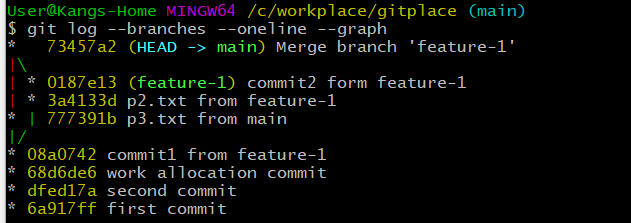 User@Kangs-Home MINGW64 /c/workplace/gitplace (main)
$ git log --branches --oneline --graph
*   73457a2 (HEAD -> main) Merge branch 'feature-1'
|\
| * 0187e13 (feature-1) commit2 form feature-1
| * 3a4133d p2.txt from feature-1
* | 777391b p3.txt from main
|/
* 08a0742 commit1 from feature-1
* 68d6de6 work allocation commit
* dfed17a second commit
* 6a917ff first commit